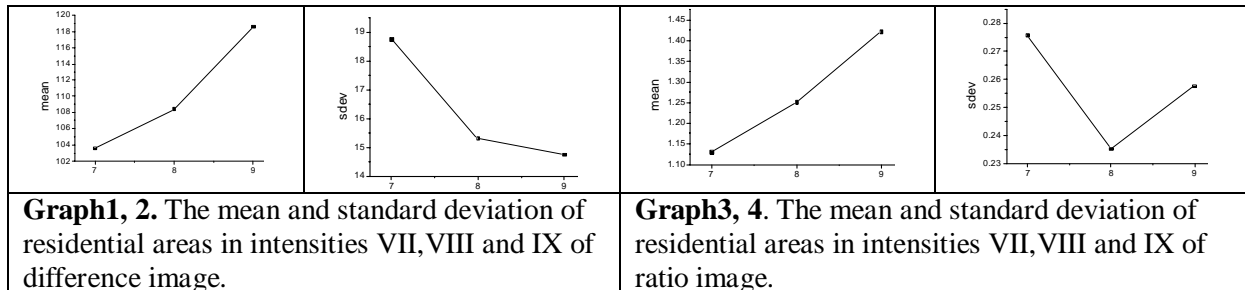 120
118
116
114
112
110
108
106
104
102
mean
7 8 9
19
18
17
16
15
14
sdev
7 8 9
1.45
1.40
1.35
1.30
1.25
1.20
1.15
1.10
mean
7 8 9
0.28
0.27
0.26
0.25
0.24
0.23
sdev
7 8 9
Graph1, 2. The mean and standard deviation of
residential areas in intensities VII,VIII and IX of
difference image.
Graph3, 4. The mean and standard deviation of
residential areas in intensities VII,VIII and IX of
ratio image.